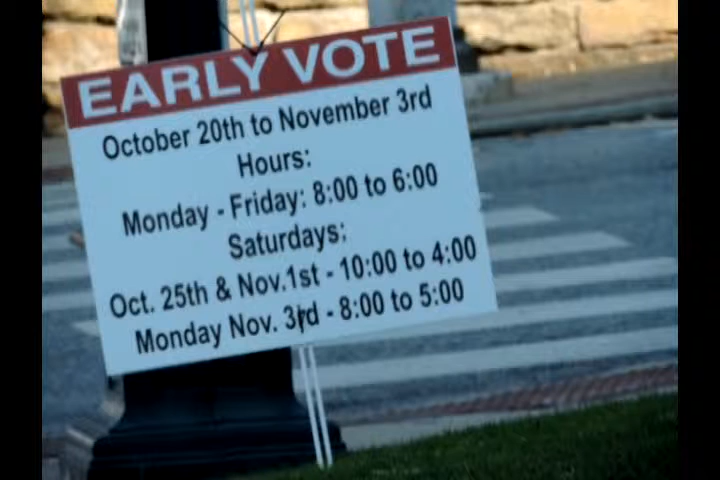 EARLY VOTE
October 20th to November 3rd
Hours:
Monday - Friday: 8:00 to 6:00
Saturdays:
Oct. 25th & Nov.1st - 10:00 to 4:00
Monday Nov. 3rd - 8:00 to 5:00